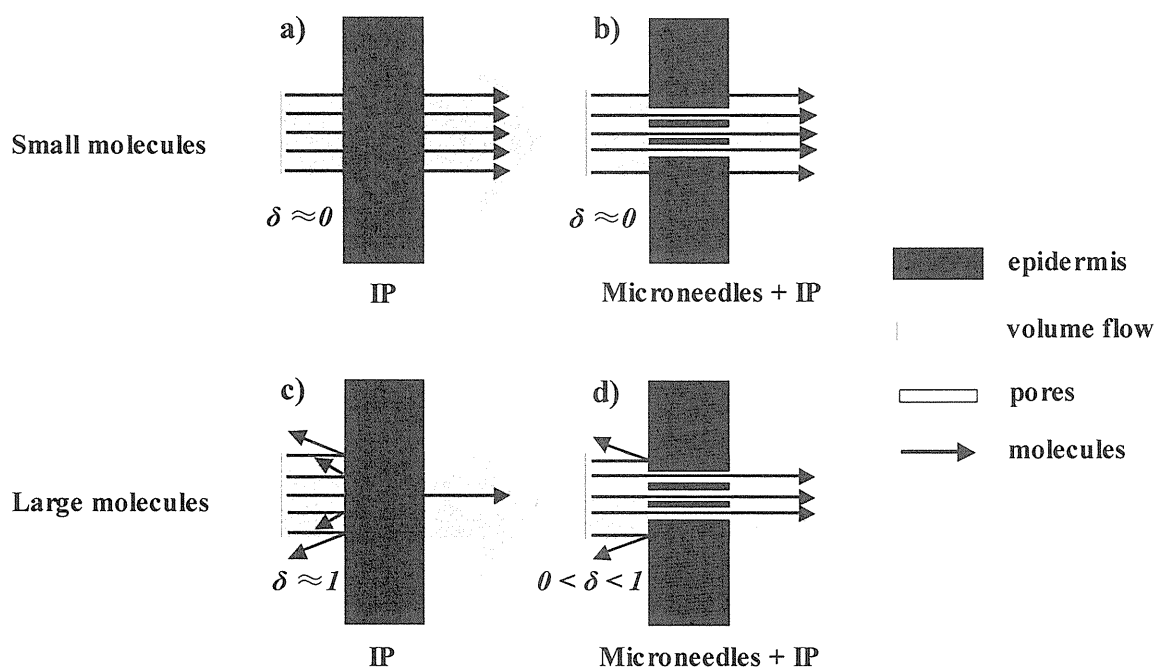 a)
b)
Small molecules
δ ≈0
δ ≈0
IP
Microneedles + IP
epidermis
volume flow
pores
molecules
c)
d)
Large molecules
δ ≈1
0 < δ < 1
IP
Microneedles + IP